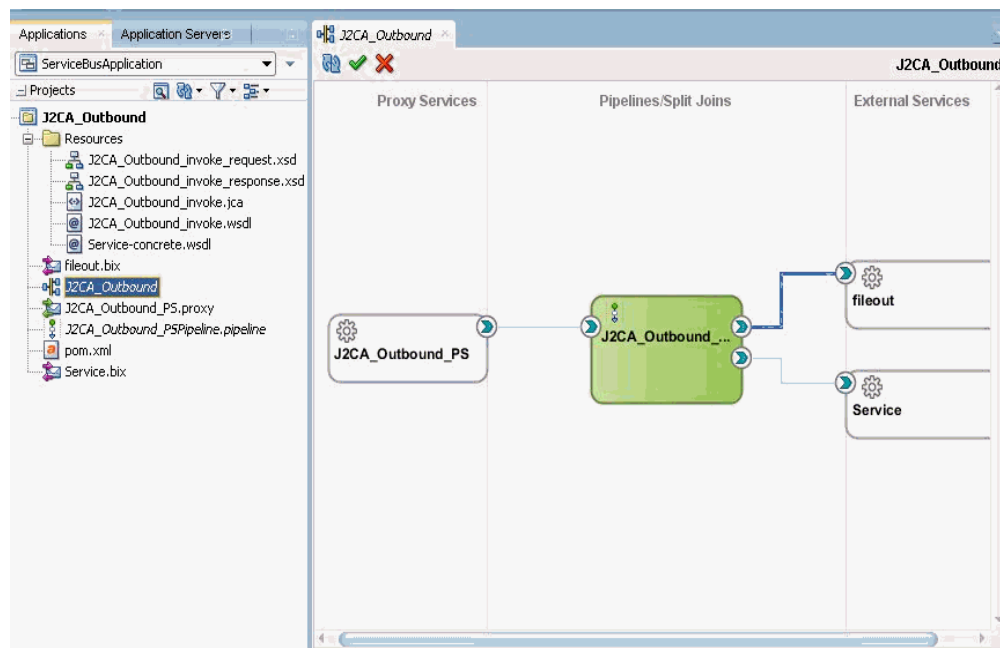 Applications
Application Servers
ServiceBusApplication
Projects
J2CA_Outbound
Resources
J2CA_Outbound_invoke_request.xsd
J2CA_Outbound_invoke_response.xsd
J2CA_Outbound_invoke.jca
J2CA_Outbound_invoke.wsdl
Service-concrete.wsdl
fileout.bix
J2CA_Outbound
J2CA_Outbound_PS.proxy
J2CA_Outbound_PSPipeline.pipeline
pom.xml
Service.bix
J2CA_Outbound
J2CA_Outbound
Proxy Services
Pipelines/Split Joins
External Services
J2CA_Outbound_PS
J2CA_Outbound_...
fileout
Service